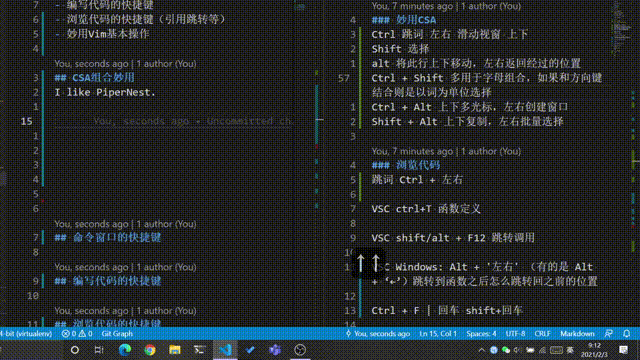 - 编写代码的快捷键
- 浏览代码的快捷键（引用跳转等）
- 妙用Vim基本操作
You, seconds ago | 1 author (You)
## CSA组合妙用
I like PiperNest.
You, seconds ago • Uncommitted ch
You, seconds ago | 1 author (You)
## 命令窗口的快捷键
You, seconds ago | 1 author (You)
## 编写代码的快捷键
You, seconds ago | 1 author (You)
## 浏览代码的快捷键
You, 7 minutes ago | 1 author (You)
### 妙用CSA
Ctrl 跳词 左右 滑动视窗 上下
Shift 选择
alt 将此行上下移动，左右返回经过的位置
Ctrl + Shift 多用于字母组合，如果和方向键
结合则是以词为单位选择
Ctrl + Alt 上下多光标，左右创建窗口
Shift + Alt 上下复制，左右批量选择
You, 7 minutes ago | 1 author (You)
### 浏览代码
跳词 Ctrl + 左右
VSC ctrl+T 函数定义
VSC shift/alt + F12 跳转调用
↑ ↑
Windows: Alt + '左右' （有的是 Alt
+ '←'）跳转到函数之后怎么跳转回之前的位置
Ctrl + F | 回车 shift+回车
4-bit (virtualenv) 0 0 Git Graph You, seconds ago Ln 15, Col 1 Spaces: 4 UTF-8 CRLF Markdown
英 9:12
2021/2/3